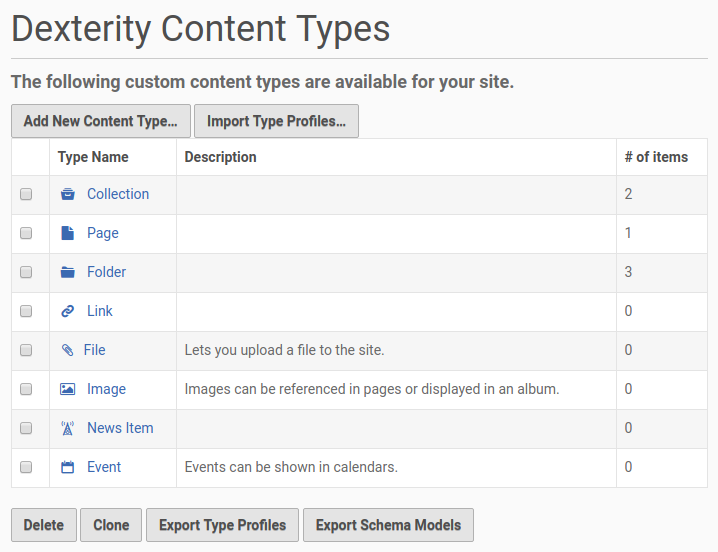 Dexterity Content Types
The following custom content types are available for your site.
Add New Content Type… Import Type Profiles…
Type Name Description # of items
Collection 2
Page 1
Folder 3
Link 0
File Lets you upload a file to the site. 0
Image Images can be referenced in pages or displayed in an album. 0
News Item 0
Event Events can be shown in calendars. 0
Delete Clone Export Type Profiles Export Schema Models